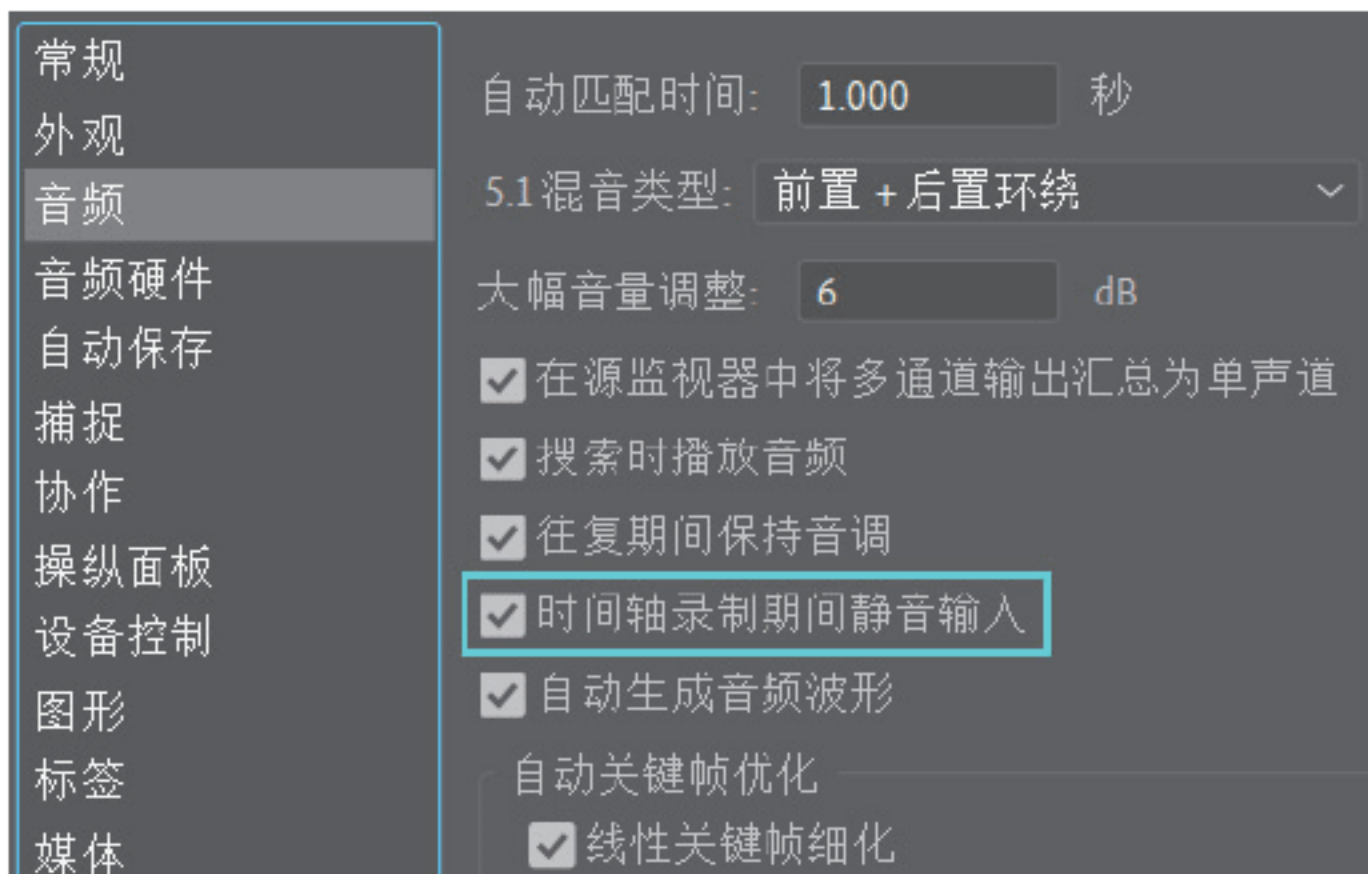 常规
外观
音频
音频硬件
自动保存
捕捉
协作
操纵面板
设备控制
图形
标签
媒体
自动匹配时间: 1.000 秒
5.1混音类型: 前置 + 后置环绕
大幅音量调整: 6 dB
在源监视器中将多通道输出汇总为单声道
搜索时播放音频
往复期间保持音调
时间轴录制期间静音输入
自动生成音频波形
自动关键帧优化
线性关键帧细化